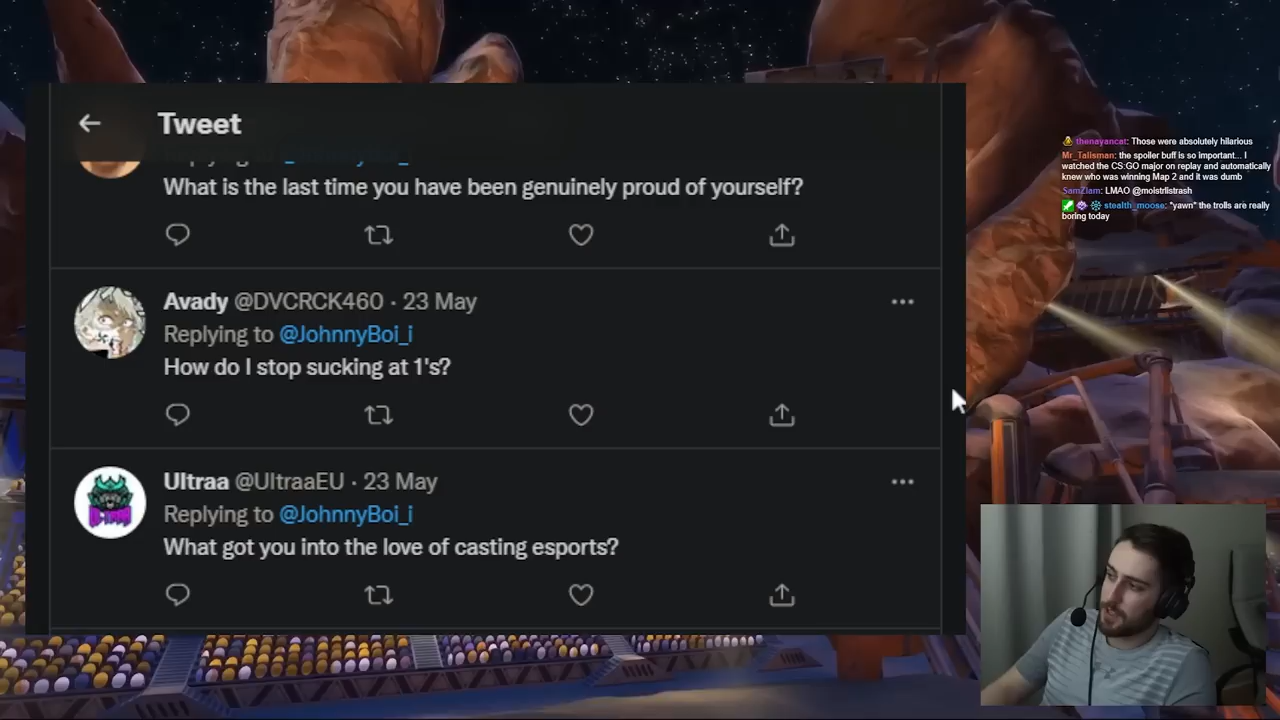 Tweet
What is the last time you have been genuinely proud of yourself?
Avady @DVCRCK460 · 23 May
Replying to @JohnnyBoi_i
How do I stop sucking at 1's?
Ultraa @UltraaEU · 23 May
Replying to @JohnnyBoi_i
What got you into the love of casting esports?
thenayancat: Those were absolutely hilarious
Mr_Talisman: the spoiler buff is so important... I
watched the CS:GO major on replay and automatically
knew who was winning Map 2 and it was dumb
SamZlam: LMAO @moistrlistrash
stealth_moose: "yawn" the trolls are really
boring today